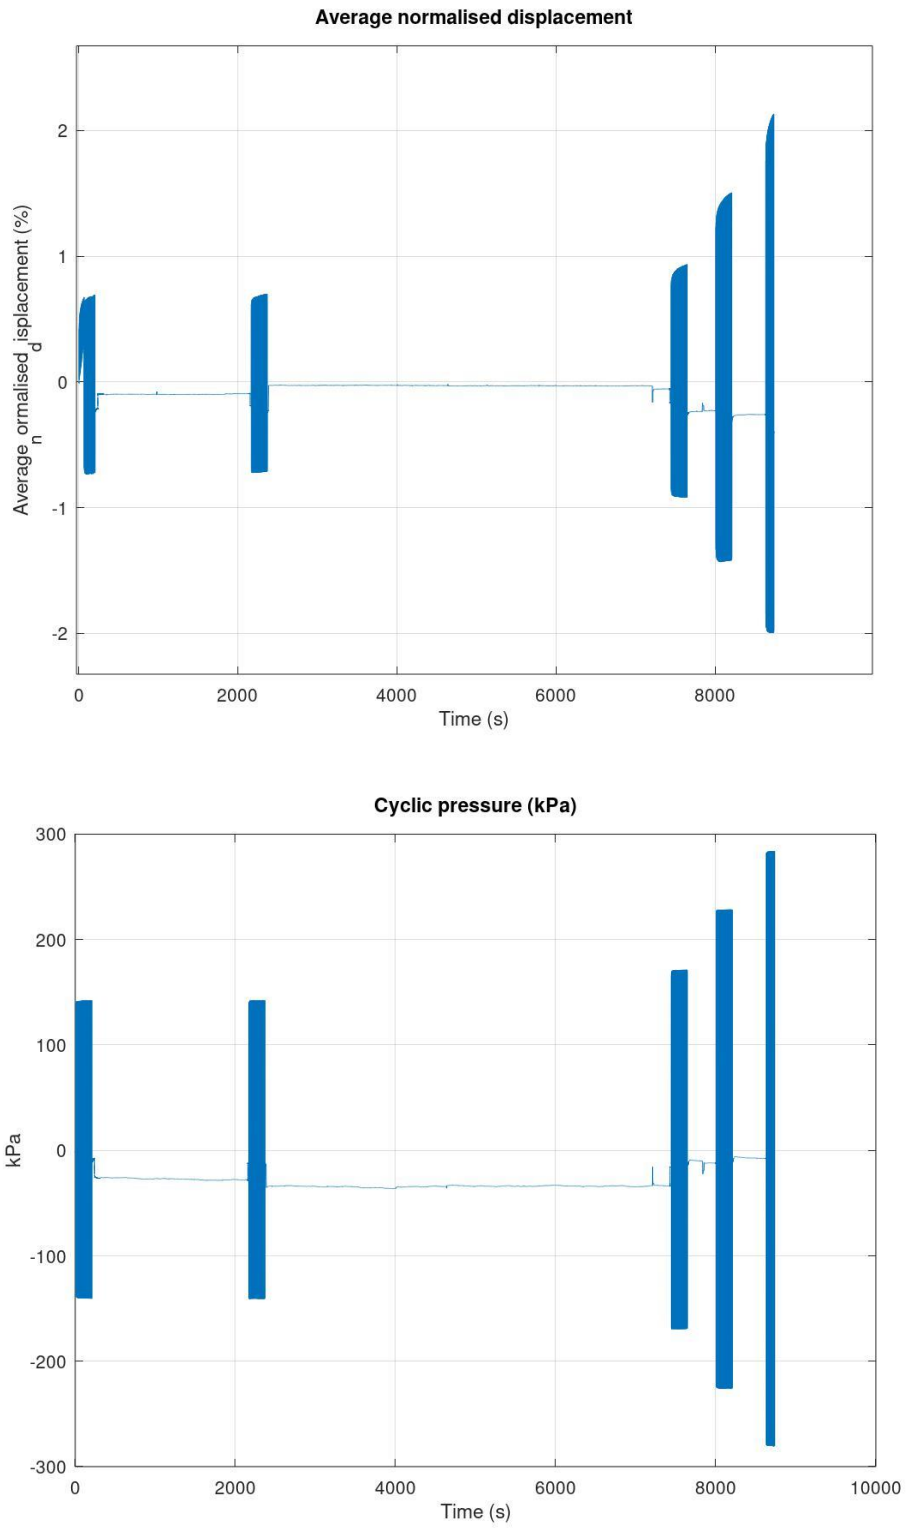 Average normalised displacement
2
1
0
-1
-2
Average_normalised_displacement (%)
0 2000 4000 6000 8000
Time (s)
Cyclic pressure (kPa)
300
200
100
0
-100
-200
-300
kPa
0 2000 4000 6000 8000 10000
Time (s)